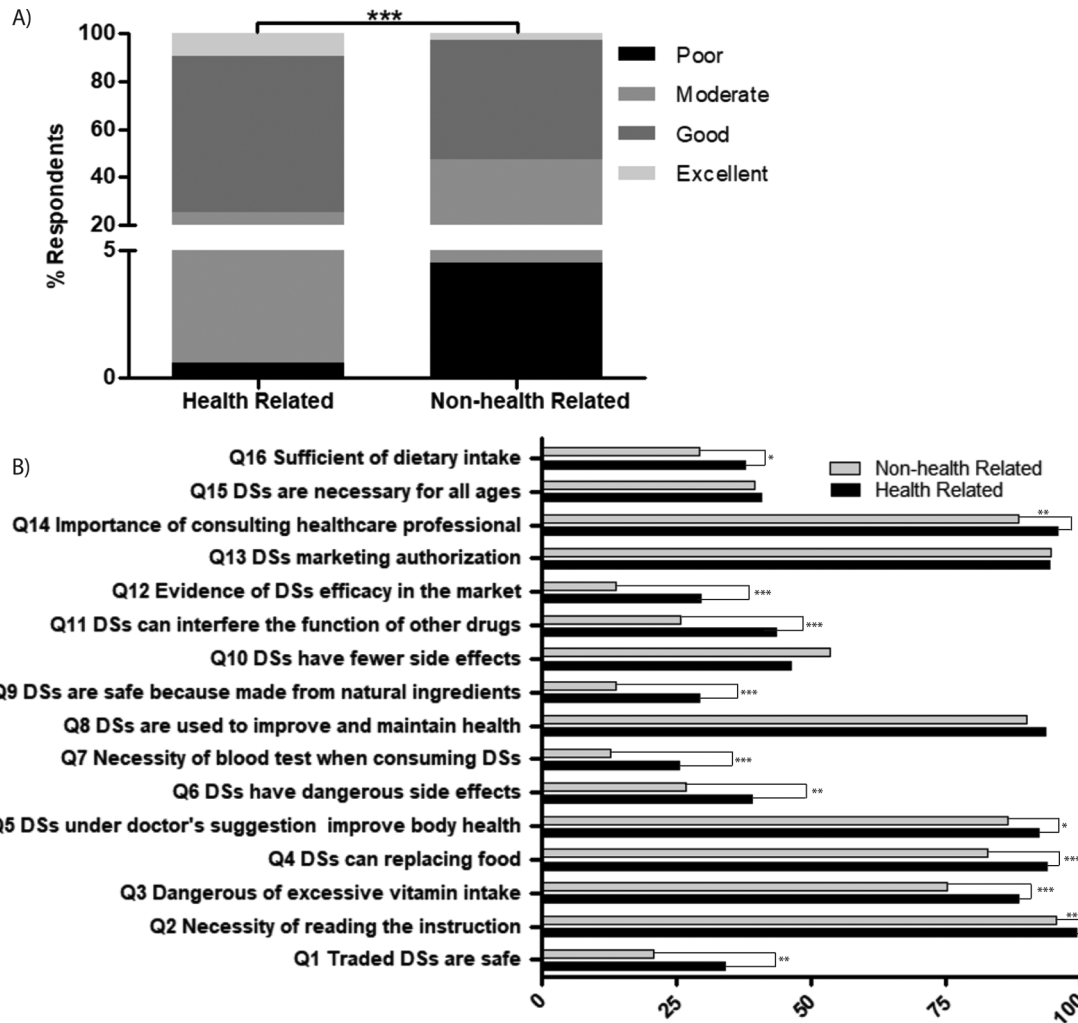 A)
***
100
80
60
40
20
5
0
% Respondents
Poor
Moderate
Good
Excellent
Health Related
Non-health Related
B)
Non-health Related
Health Related
Q16 Sufficient of dietary intake
*
Q15 DSs are necessary for all ages
Q14 Importance of consulting healthcare professional
**
Q13 DSs marketing authorization
Q12 Evidence of DSs efficacy in the market
***
Q11 DSs can interfere the function of other drugs
***
Q10 DSs have fewer side effects
Q9 DSs are safe because made from natural ingredients
***
Q8 DSs are used to improve and maintain health
Q7 Necessity of blood test when consuming DSs
***
Q6 DSs have dangerous side effects
**
Q5 DSs under doctor's suggestion improve body health
*
Q4 DSs can replacing food
***
Q3 Dangerous of excessive vitamin intake
***
Q2 Necessity of reading the instruction
**
Q1 Traded DSs are safe
**
0
25
50
75
100